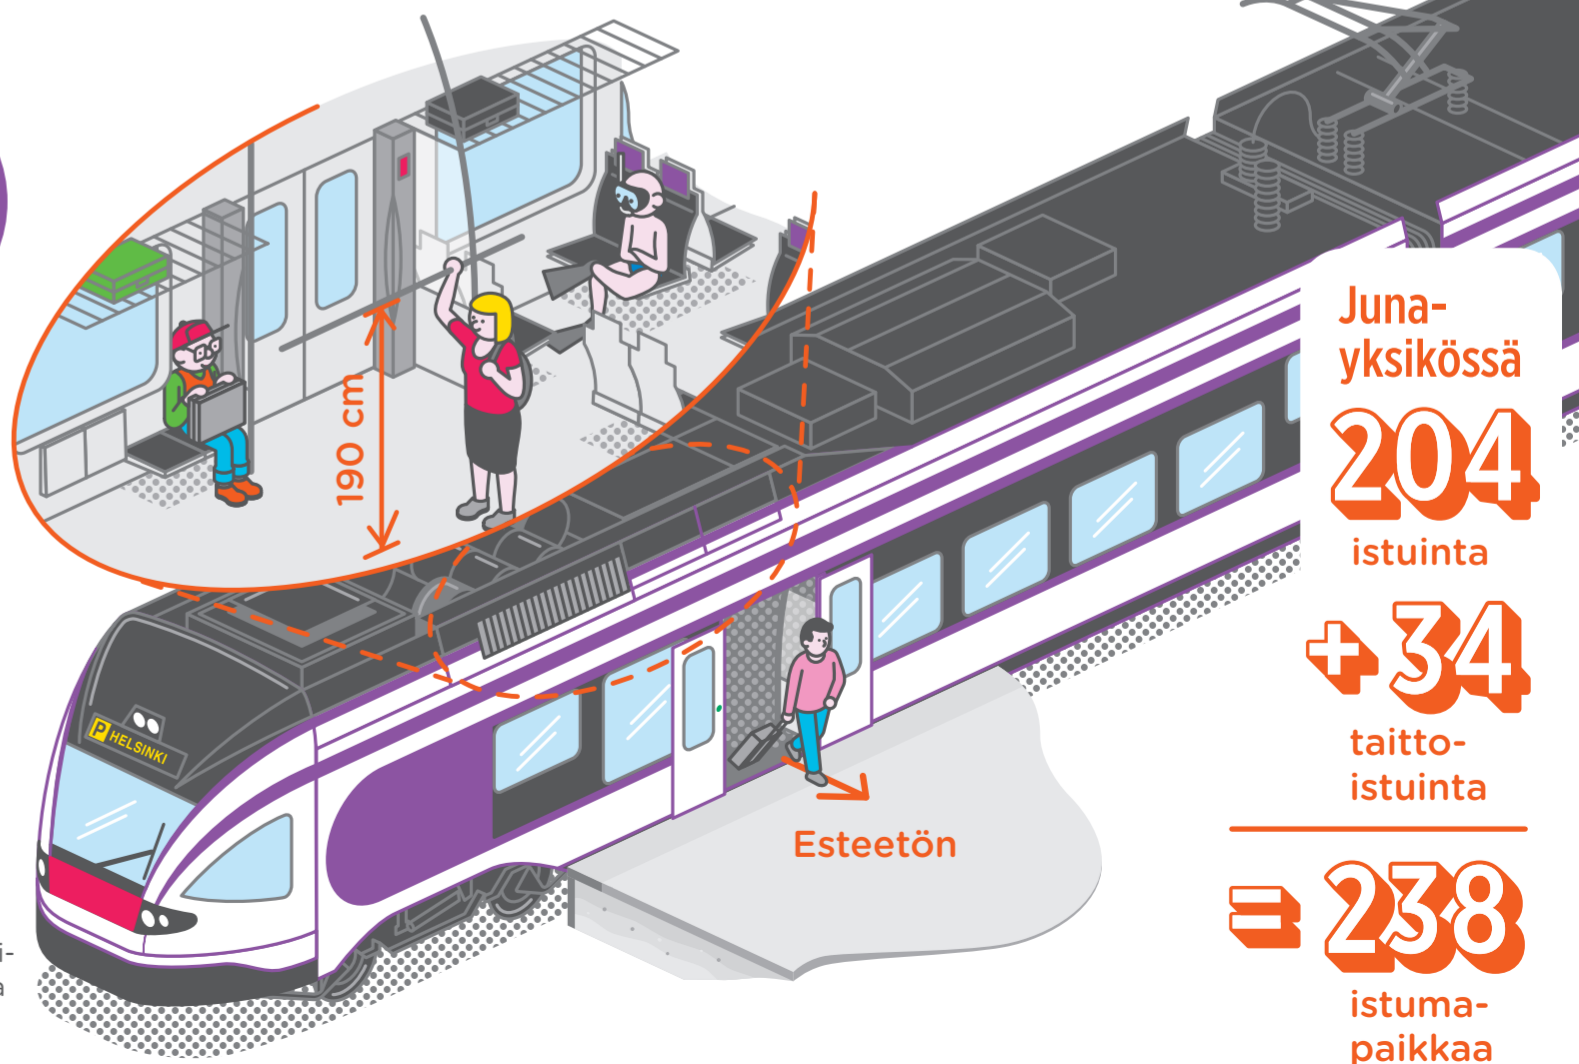 190 cm
P HELSINKI
Esteetön
Juna-
yksikössä
204
istuinta
+ 34
taitto-
istuinta
= 238
istuma-
paikkaa